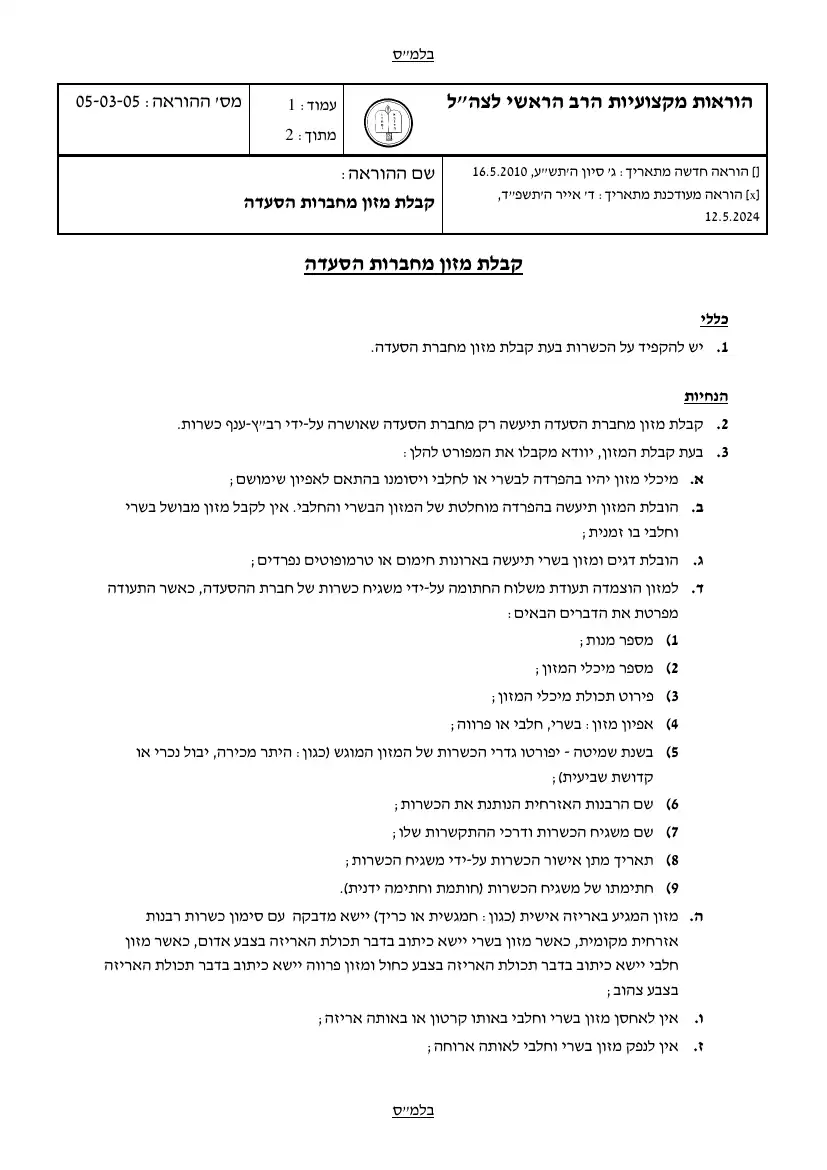 בלמ״ס
הוראות מקצועיות הרב הראשי לצה״ל
עמוד: 1
מתוך: 2
מס׳ ההוראה: 05-03-05
[] הוראה חדשה מתאריך: ג׳ סיון ה׳תש״ע, 16.5.2010
[x] הוראה מעודכנת מתאריך: ד׳ אייר ה׳תשפ״ד,
12.5.2024
שם ההוראה:
קבלת מזון מחברות הסעדה
קבלת מזון מחברות הסעדה
כללי
1. יש להקפיד על הכשרות בעת קבלת מזון מחברת הסעדה.
הנחיות
2. קבלת מזון מחברת הסעדה תיעשה רק מחברת הסעדה שאושרה על-ידי רב״ץ-ענף כשרות.
3. בעת קבלת המזון, יוודא מקבלו את המפורט להלן:
א. מיכלי מזון יהיו בהפרדה לבשרי או לחלבי ויסומנו בהתאם לאפיון שימושם;
ב. הובלת המזון תיעשה בהפרדה מוחלטת של המזון הבשרי והחלבי. אין לקבל מזון מבושל בשרי
וחלבי בו זמנית;
ג. הובלת דגים ומזון בשרי תיעשה בארונות חימום או טרמופוטים נפרדים;
ד. למזון הוצמדה תעודת משלוח החתומה על-ידי משגיח כשרות של חברת ההסעדה, כאשר התעודה
מפרטת את הדברים הבאים:
1) מספר מנות;
2) מספר מיכלי המזון;
3) פירוט תכולת מיכלי המזון;
4) אפיון מזון: בשרי, חלבי או פרווה;
5) בשנת שמיטה - יפורטו גדרי הכשרות של המזון המוגש (כגון: היתר מכירה, יבול נכרי או
קדושת שביעית);
6) שם הרבנות האזרחית הנותנת את הכשרות;
7) שם משגיח הכשרות ודרכי ההתקשרות שלו;
8) תאריך מתן אישור הכשרות על-ידי משגיח הכשרות;
9) חתימתו של משגיח הכשרות (חותמת וחתימה ידנית).
ה. מזון המגיע באריזה אישית (כגון: חמגשית או כריך) יישא מדבקה עם סימון כשרות רבנות
אזרחית מקומית, כאשר מזון בשרי יישא כיתוב בדבר תכולת האריזה בצבע אדום, כאשר מזון
חלבי יישא כיתוב בדבר תכולת האריזה בצבע כחול ומזון פרווה יישא כיתוב בדבר תכולת האריזה
בצבע צהוב;
ו. אין לאחסן מזון בשרי וחלבי באותו קרטון או באותה אריזה;
ז. אין לנפק מזון בשרי וחלבי לאותה ארוחה;
בלמ״ס